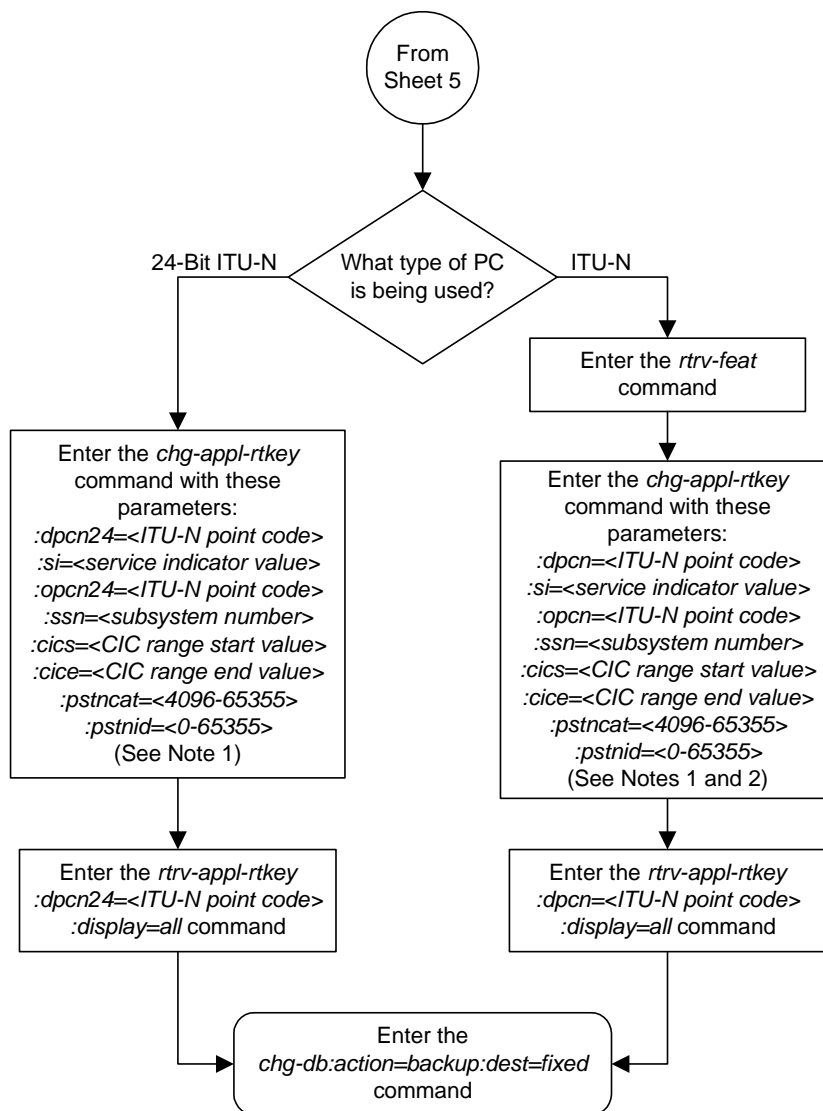 From
Sheet 5
What type of PC
is being used?
24-Bit ITU-N
ITU-N
Enter the rtrv-feat
command
Enter the chg-appl-rtkey
command with these
parameters:
:dpcn24=<ITU-N point code>
:si=<service indicator value>
:opcn24=<ITU-N point code>
:ssn=<subsystem number>
:cics=<CIC range start value>
:cice=<CIC range end value>
:pstncat=<4096-65355>
:pstnid=<0-65355>
(See Note 1)
Enter the chg-appl-rtkey
command with these
parameters:
:dpcn=<ITU-N point code>
:si=<service indicator value>
:opcn=<ITU-N point code>
:ssn=<subsystem number>
:cics=<CIC range start value>
:cice=<CIC range end value>
:pstncat=<4096-65355>
:pstnid=<0-65355>
(See Notes 1 and 2)
Enter the rtrv-appl-rtkey
:dpcn24=<ITU-N point code>
:display=all command
Enter the rtrv-appl-rtkey
:dpcn=<ITU-N point code>
:display=all command
Enter the
chg-db:action=backup:dest=fixed
command